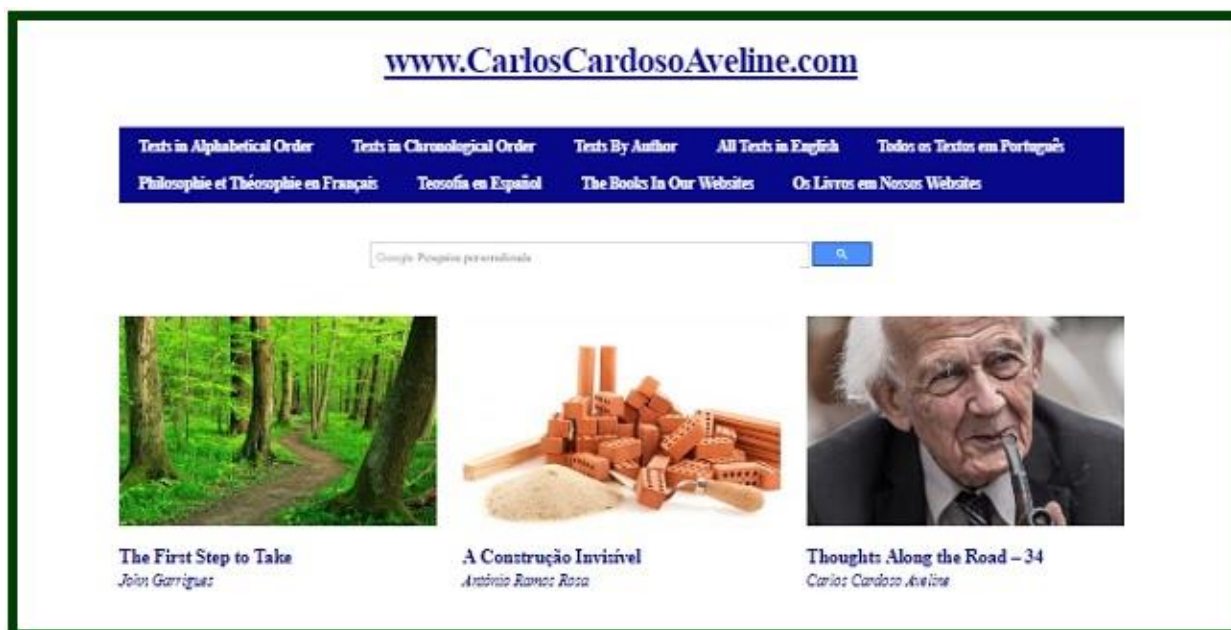 www.CarlosCardosoAveline.com
Texts in Alphabetical Order Texts in Chronological Order Texts By Author All Texts in English Todos os Textos em Português
Philosophie et Théosophie en Français Teosofia en Español The Books In Our Websites Os Livros em Nossos Websites
Google Pesquisa personalizada
The First Step to Take A Construção Invisível Thoughts Along the Road – 34
John Garrigues António Ramos Rosa Carlos Cardoso Aveline